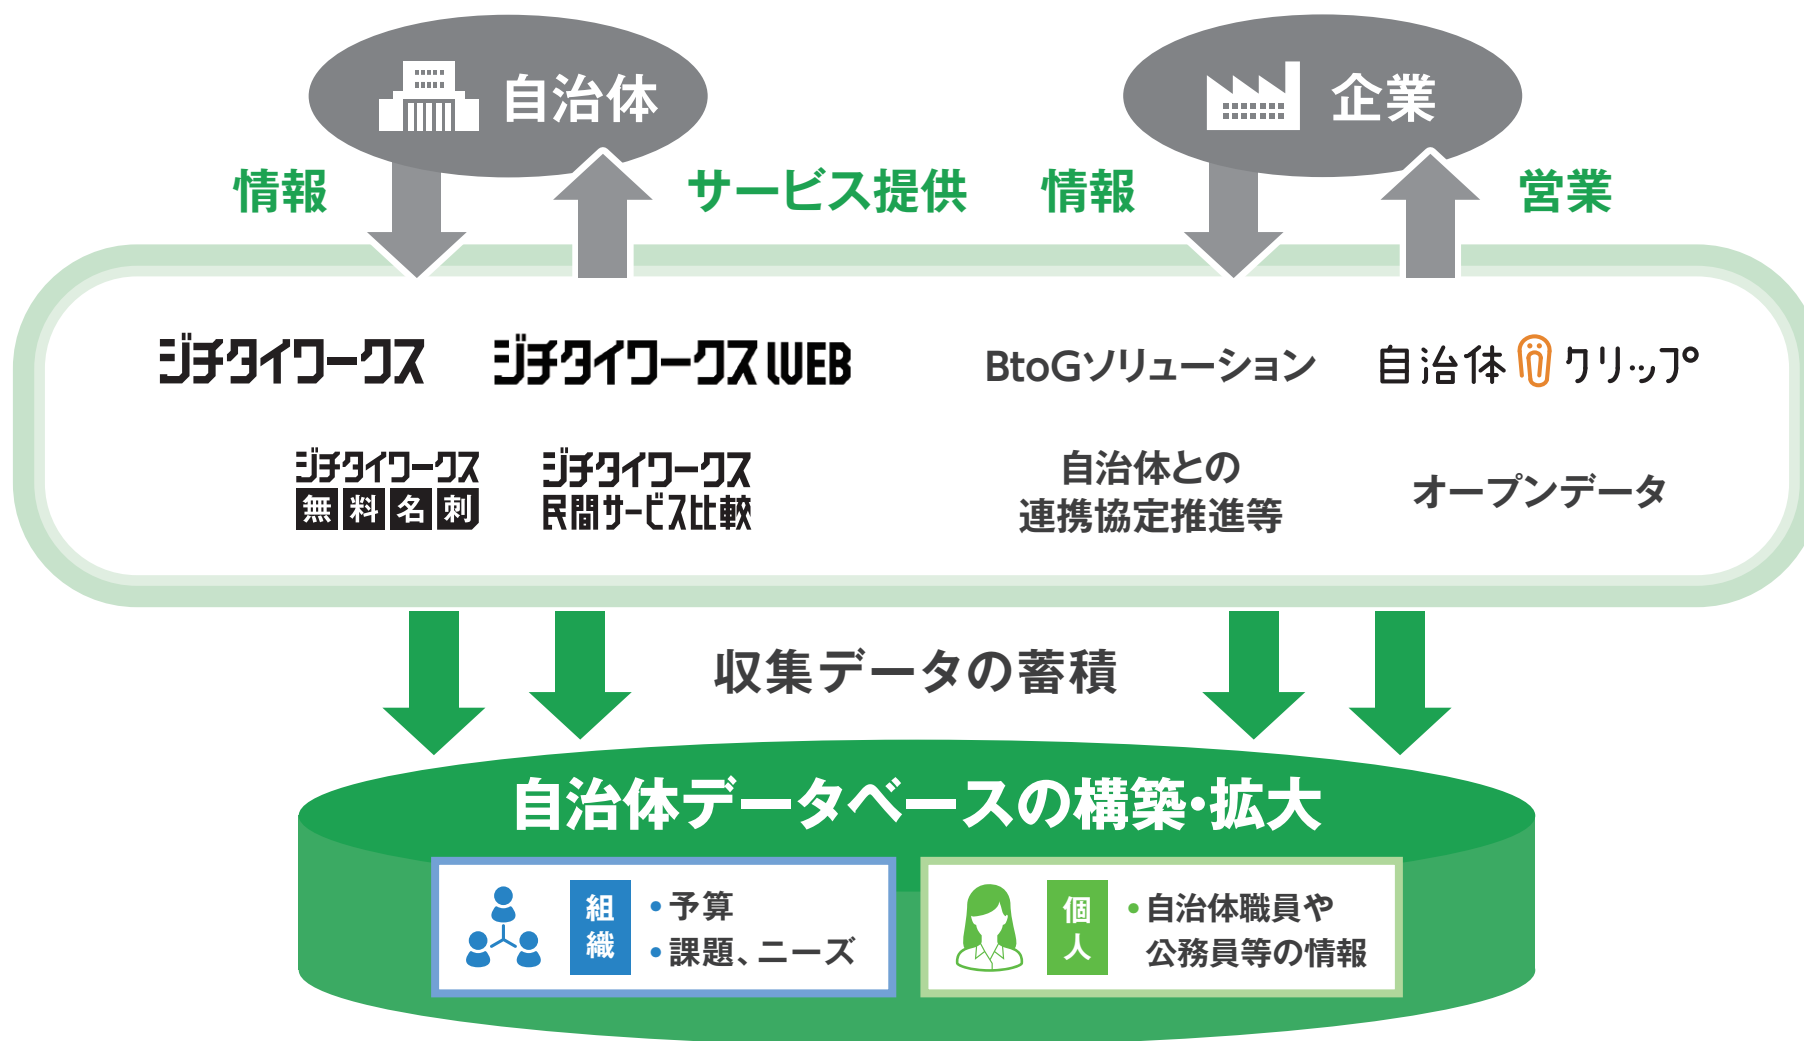 自治体
企業
情報
サービス提供
情報
営業
ジチタイワークス
ジチタイワークス WEB
BtoGソリューション
自治体クリップ
ジチタイワークス
無料名刺
ジチタイワークス
民間サービス比較
自治体との
連携協定推進等
オープンデータ
収集データの蓄積
自治体データベースの構築・拡大
組織
・予算
・課題、ニーズ
個人
・自治体職員や
公務員等の情報